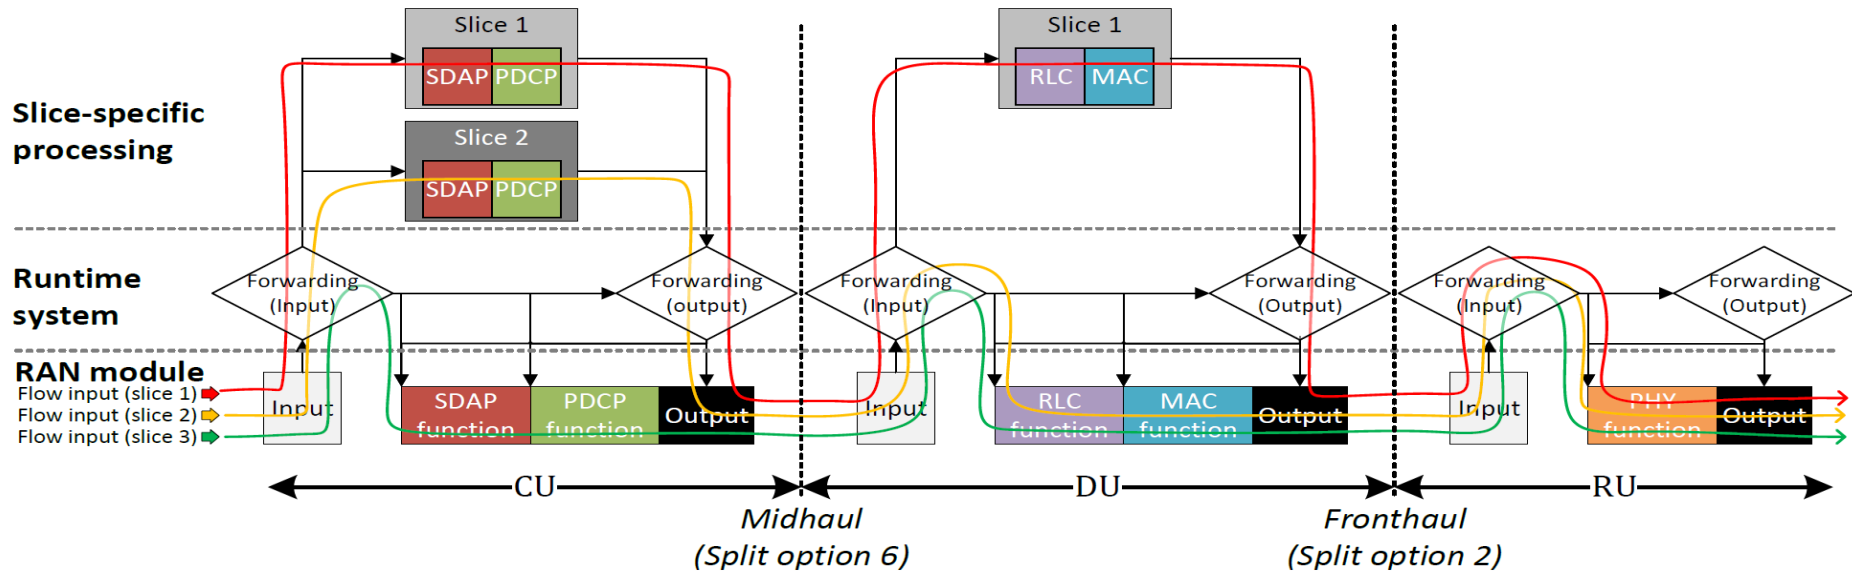 Slice 1
SDAP PDCP
Slice 2
SDAP PDCP
Slice 1
RLC MAC
Slice-specific
processing
Runtime
system
Forwarding
(Input)
Forwarding
(output)
Forwarding
(Input)
Forwarding
(Output)
Forwarding
(Input)
Forwarding
(Output)
RAN module
Flow input (slice 1)
Flow input (slice 2)
Flow input (slice 3)
Input
SDAP
function
PDCP
function
Output
Input
RLC
function
MAC
function
Output
Input
PHY
function
Output
CU
DU
RU
Midhaul
(Split option 6)
Fronthaul
(Split option 2)